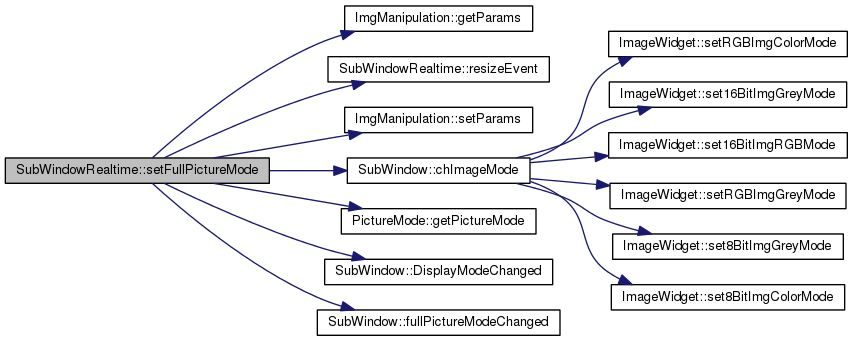 ImgManipulation::getParams
SubWindowRealtime::resizeEvent
ImgManipulation::setParams
SubWindowRealtime::setFullPictureMode
SubWindow::chImageMode
PictureMode::getPictureMode
SubWindow::DisplayModeChanged
SubWindow::fullPictureModeChanged
ImageWidget::setRGBImgColorMode
ImageWidget::set16BitImgGreyMode
ImageWidget::set16BitImgRGBMode
ImageWidget::setRGBImgGreyMode
ImageWidget::set8BitImgGreyMode
ImageWidget::set8BitImgColorMode